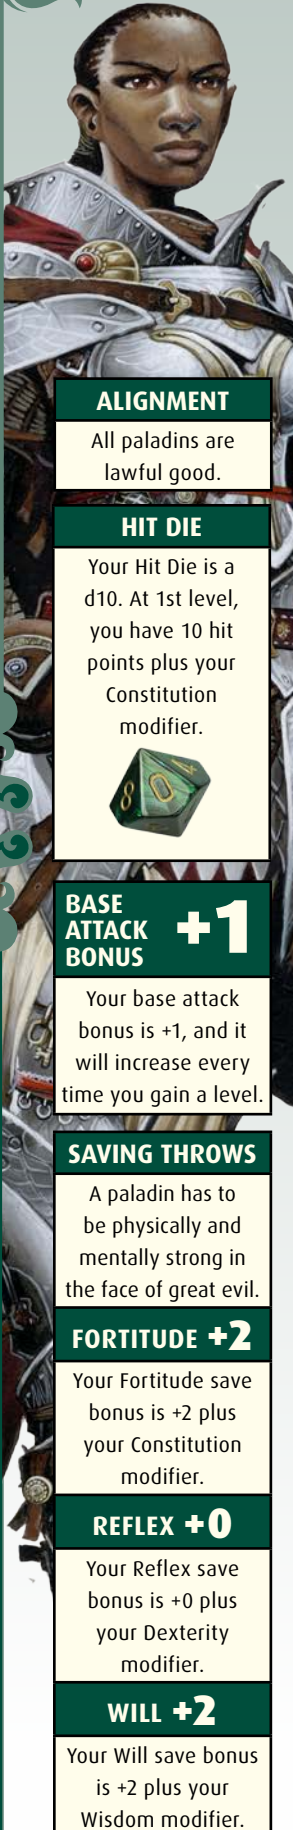 ALIGNMENT
All paladins are
lawful good.
HIT DIE
Your Hit Die is a
d10. At 1st level,
you have 10 hit
points plus your
Constitution
modifier.
8 0 4
BASE
ATTACK
BONUS
+1
Your base attack
bonus is +1, and it
will increase every
time you gain a level.
SAVING THROWS
A paladin has to
be physically and
mentally strong in
the face of great evil.
FORTITUDE +2
Your Fortitude save
bonus is +2 plus
your Constitution
modifier.
REFLEX +0
Your Reflex save
bonus is +0 plus
your Dexterity
modifier.
WILL +2
Your Will save bonus
is +2 plus your
Wisdom modifier.